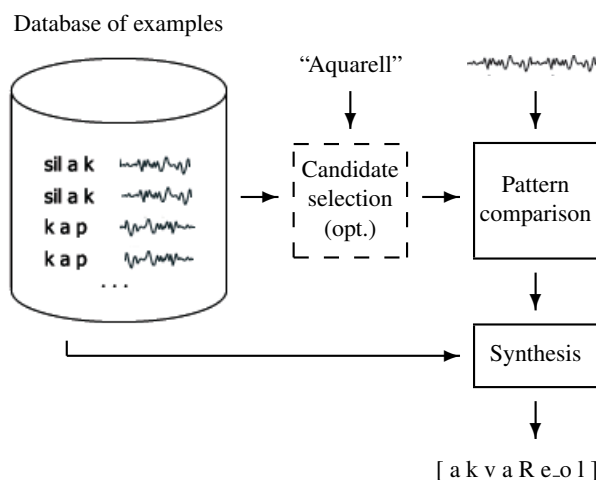 Database of examples
“Aquarell”
sil a k
sil a k
k a p
k a p
. . .
Candidate
selection
(opt.)
Pattern
comparison
Synthesis
[ a k v a R e_o l ]